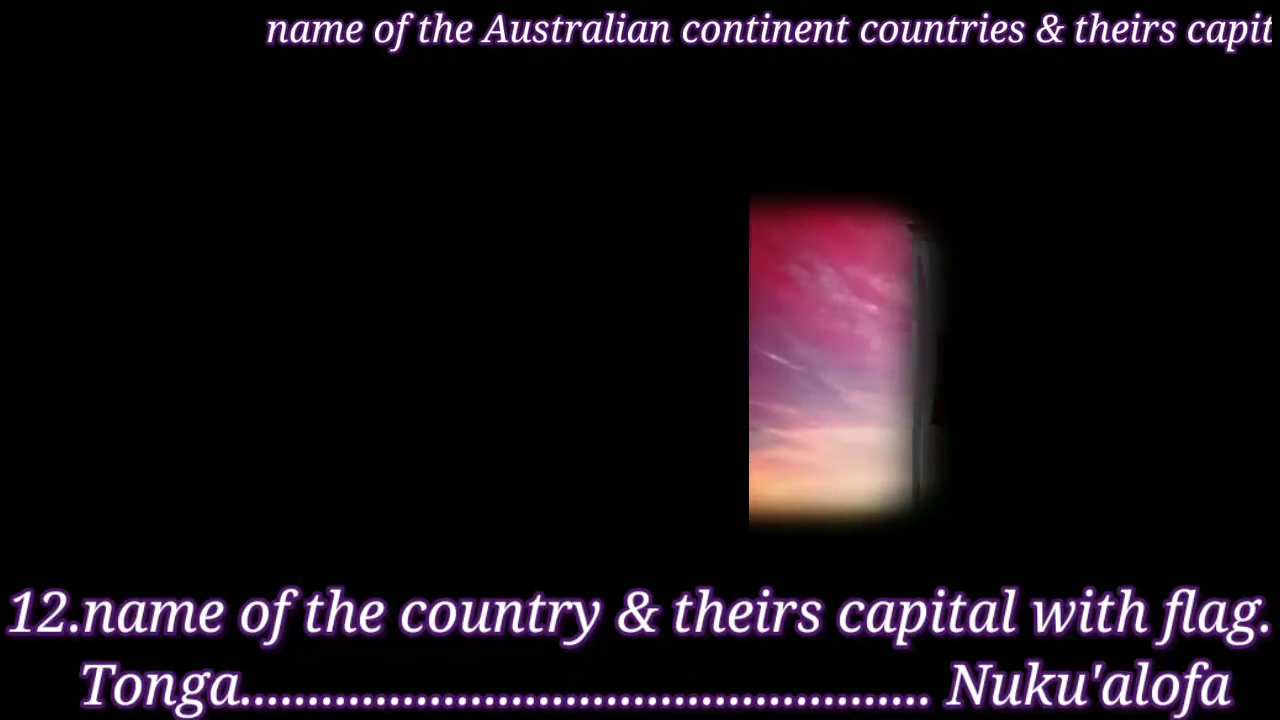 name of the Australian continent countries & theirs capit
12.name of the country & theirs capital with flag.
Tonga.................................................. Nuku'alofa